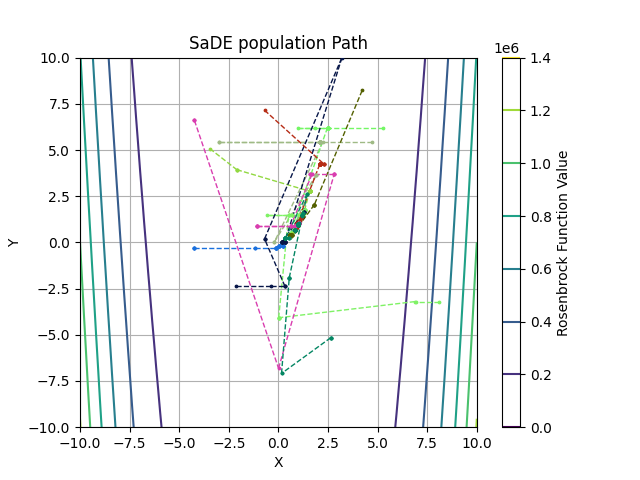 SaDE population Path
1e6
10.0
7.5
5.0
2.5
0.0
−2.5
−5.0
−7.5
−10.0
Y
−10.0 −7.5 −5.0 −2.5 0.0 2.5 5.0 7.5 10.0
X
1.4
1.2
1.0
0.8
0.6
0.4
0.2
0.0
Rosenbrock Function Value